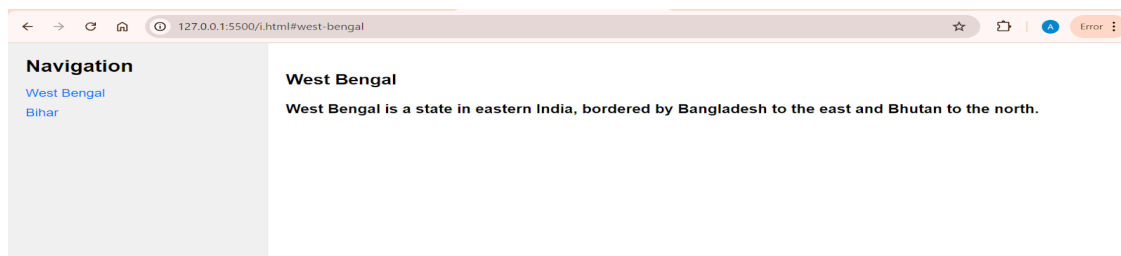 127.0.0.1:5500/i.html#west-bengal
A
Error
Navigation
West Bengal
Bihar
West Bengal
West Bengal is a state in eastern India, bordered by Bangladesh to the east and Bhutan to the north.